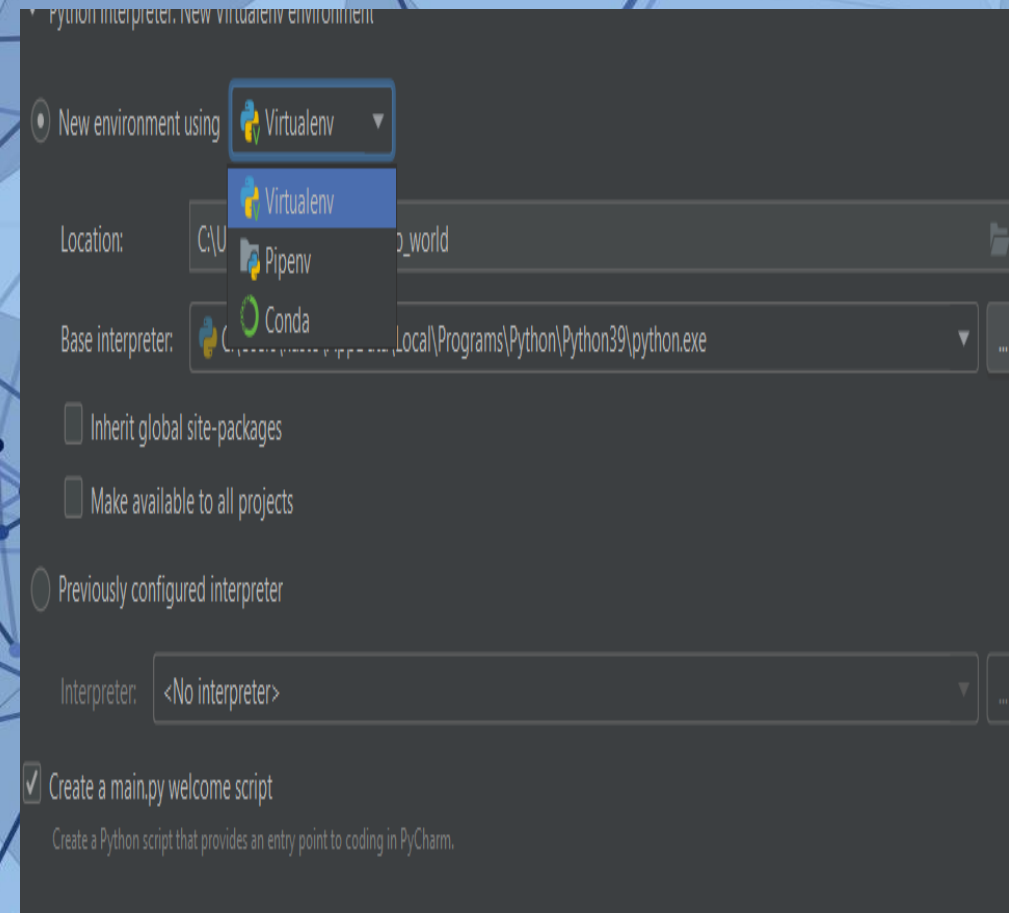 Python Interpreter: New Virtualenv environment
New environment using Virtualenv
Virtualenv
Pipenv
Conda
Location: C:\U o_world
Base interpreter: Local\Programs\Python\Python39\python.exe
...
Inherit global site-packages
Make available to all projects
Previously configured interpreter
Interpreter: <No interpreter>
...
Create a main.py welcome script
Create a Python script that provides an entry point to coding in PyCharm.